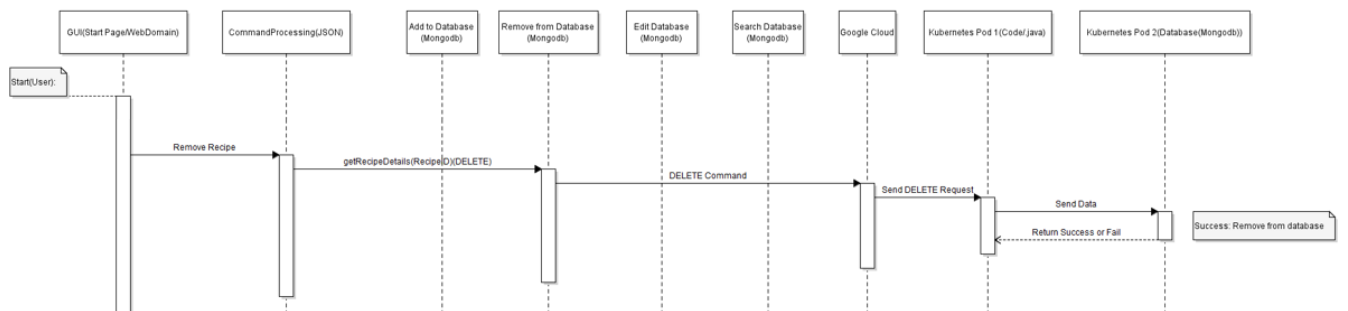 GUI(Start Page/WebDomain)
CommandProcessing(JSON)
Add to Database
(Mongodb)
Remove from Database
(Mongodb)
Edit Database
(Mongodb)
Search Database
(Mongodb)
Google Cloud
Kubernetes Pod 1(Code/.java)
Kubernetes Pod 2(Database(Mongodb))
Start(User):
Remove Recipe
getRecipeDetails(RecipeID)(DELETE)
DELETE Command
Send DELETE Request
Send Data
Return Success or Fail
Success: Remove from database